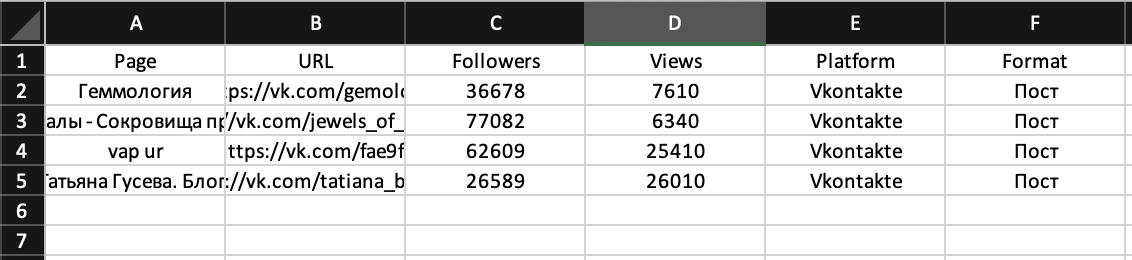 A B C D E F
1 Page URL Followers Views Platform Format
2 Геммология ps://vk.com/gemolo 36678 7610 Vkontakte Пост
3 алы - Сокровища пр //vk.com/jewels_of_ 77082 6340 Vkontakte Пост
4 vap ur ttps://vk.com/fae9f 62609 25410 Vkontakte Пост
5 Татьяна Гусева. Блог ://vk.com/tatiana_b 26589 26010 Vkontakte Пост
6
7